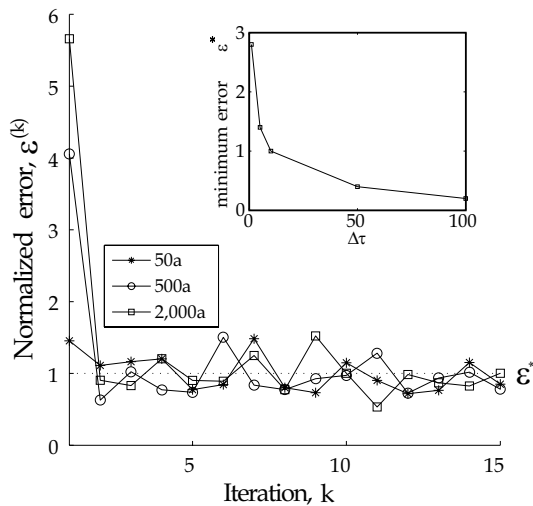 6
5
4
3
2
1
0
Normalized error, ε(k)
5
10
15
Iteration, k
ε*
50a
500a
2,000a
minimum error ε*
3
2
1
0
0
50
100
Δτ